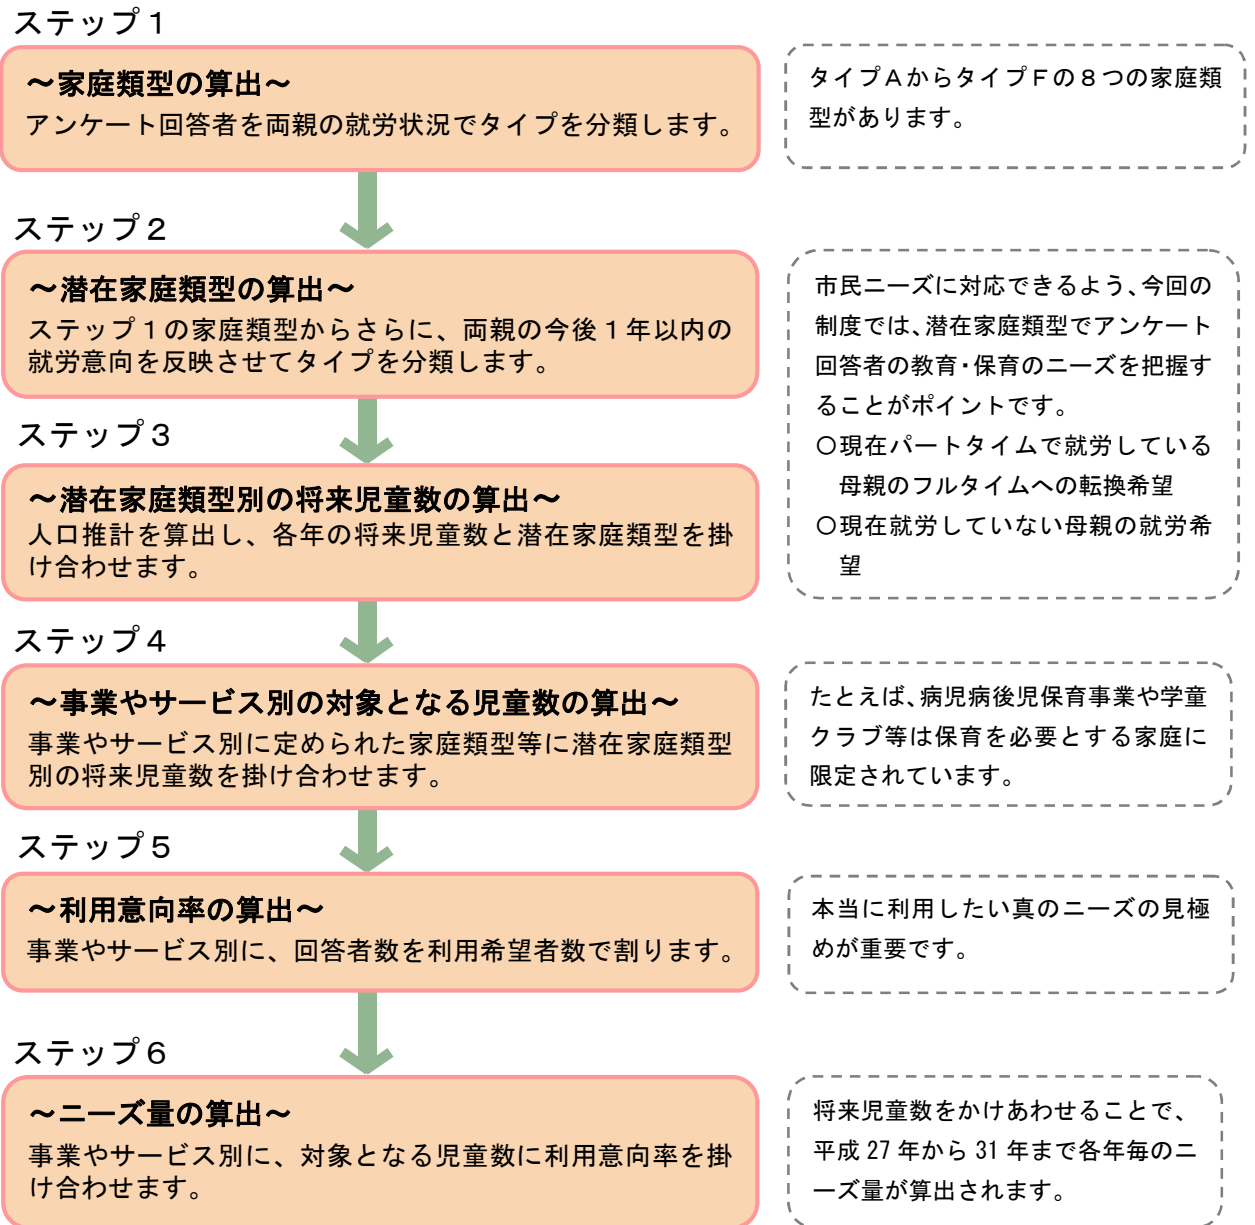 ステップ１
～家庭類型の算出～
アンケート回答者を両親の就労状況でタイプを分類します。
タイプＡからタイプＦの８つの家庭類
型があります。
ステップ２
～潜在家庭類型の算出～
ステップ１の家庭類型からさらに、両親の今後１年以内の
就労意向を反映させてタイプを分類します。
市民ニーズに対応できるよう、今回の
制度では、潜在家庭類型でアンケート
回答者の教育・保育のニーズを把握す
ることがポイントです。
〇現在パートタイムで就労している
母親のフルタイムへの転換希望
〇現在就労していない母親の就労希
望
ステップ３
～潜在家庭類型別の将来児童数の算出～
人口推計を算出し、各年の将来児童数と潜在家庭類型を掛
け合わせます。
ステップ４
～事業やサービス別の対象となる児童数の算出～
事業やサービス別に定められた家庭類型等に潜在家庭類型
別の将来児童数を掛け合わせます。
たとえば、病児病後児保育事業や学童
クラブ等は保育を必要とする家庭に
限定されています。
ステップ５
～利用意向率の算出～
事業やサービス別に、回答者数を利用希望者数で割ります。
本当に利用したい真のニーズの見極
めが重要です。
ステップ６
～ニーズ量の算出～
事業やサービス別に、対象となる児童数に利用意向率を掛
け合わせます。
将来児童数をかけあわせることで、
平成 27 年から 31 年まで各年毎のニ
ーズ量が算出されます。